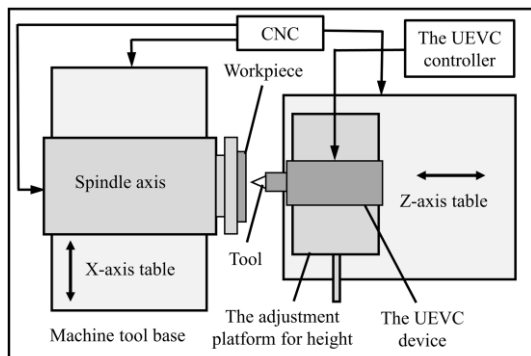 CNC
The UEVC
controller
Workpiece
Spindle axis
Z-axis table
Tool
X-axis table
The adjustment
platform for height
The UEVC
device
Machine tool base